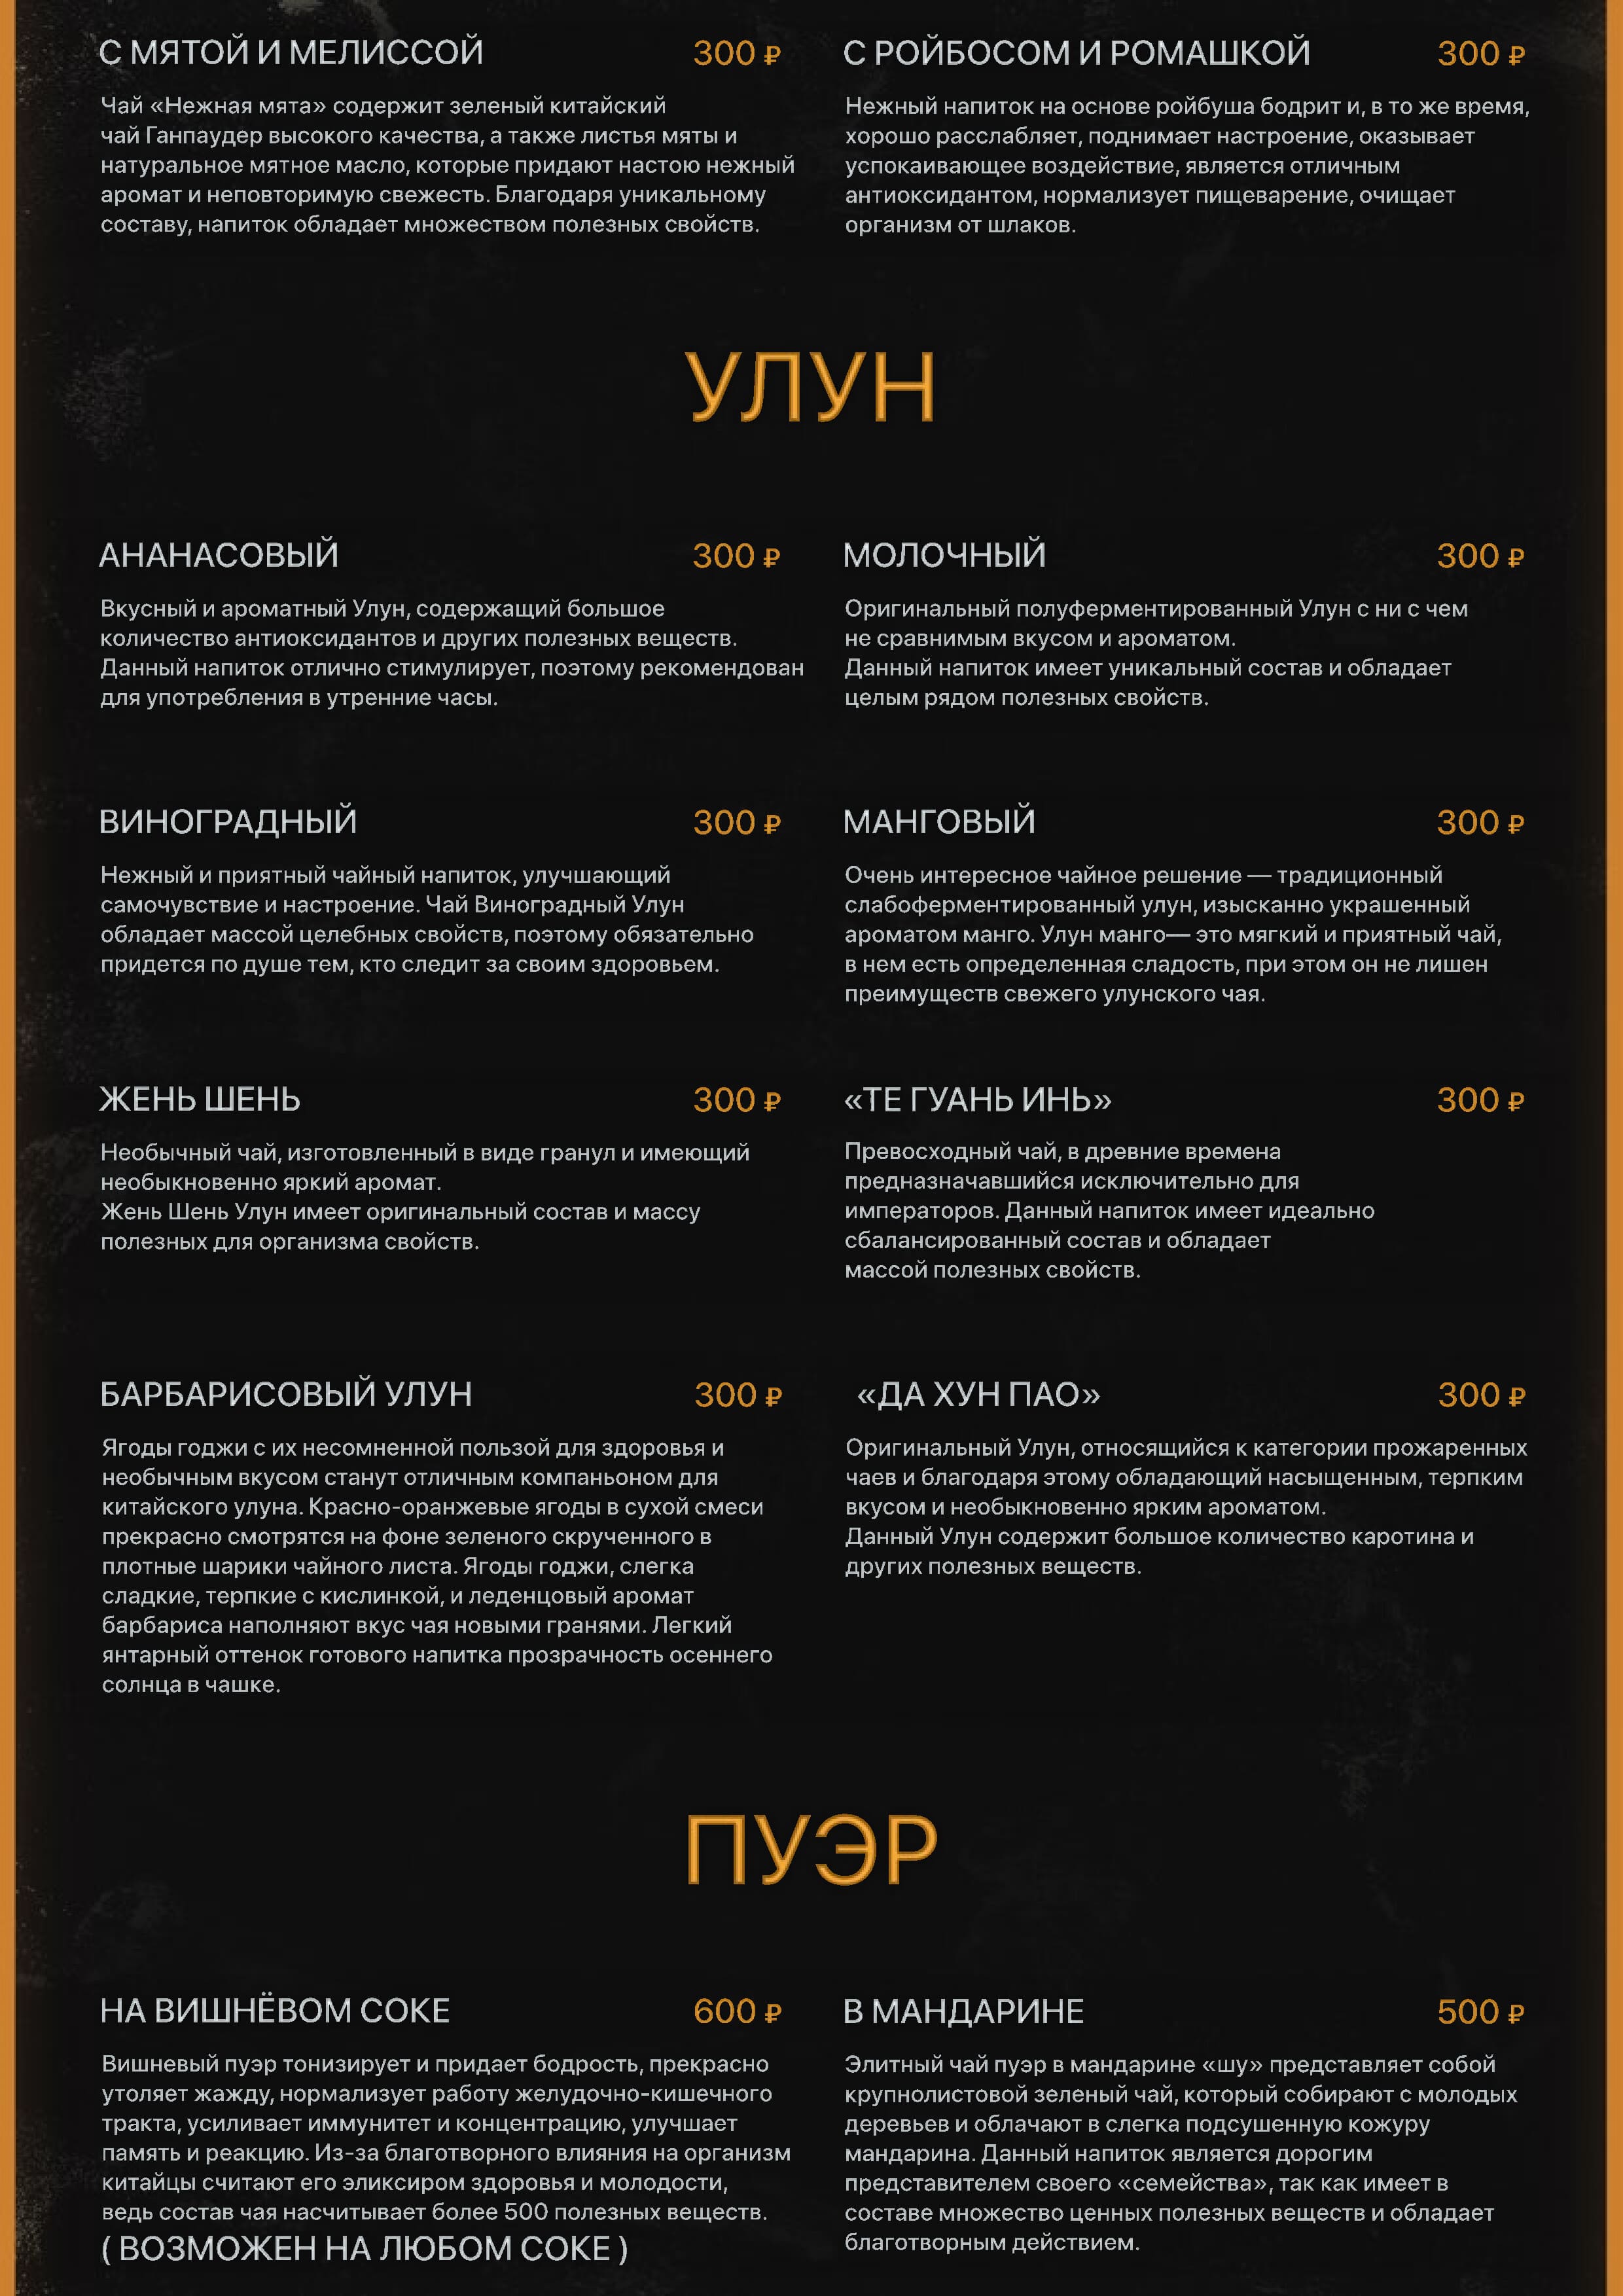 С МЯТОЙ И МЕЛИССОЙ 300 ₽
Чай «Нежная мята» содержит зеленый китайский
чай Ганпаудер высокого качества, а также листья мяты и
натуральное мятное масло, которые придают настою нежный
аромат и неповторимую свежесть. Благодаря уникальному
составу, напиток обладает множеством полезных свойств.
С РОЙБОСОМ И РОМАШКОЙ 300 ₽
Нежный напиток на основе ройбуша бодрит и, в то же время,
хорошо расслабляет, поднимает настроение, оказывает
успокаивающее воздействие, является отличным
антиоксидантом, нормализует пищеварение, очищает
организм от шлаков.
УЛУН
АНАНАСОВЫЙ 300 ₽
Вкусный и ароматный Улун, содержащий большое
количество антиоксидантов и других полезных веществ.
Данный напиток отлично стимулирует, поэтому рекомендован
для употребления в утренние часы.
МОЛОЧНЫЙ 300 ₽
Оригинальный полуферментированный Улун с ни с чем
не сравнимым вкусом и ароматом.
Данный напиток имеет уникальный состав и обладает
целым рядом полезных свойств.
ВИНОГРАДНЫЙ 300 ₽
Нежный и приятный чайный напиток, улучшающий
самочувствие и настроение. Чай Виноградный Улун
обладает массой целебных свойств, поэтому обязательно
придется по душе тем, кто следит за своим здоровьем.
МАНГОВЫЙ 300 ₽
Очень интересное чайное решение — традиционный
слабоферментированный улун, изысканно украшенный
ароматом манго. Улун манго— это мягкий и приятный чай,
в нем есть определенная сладость, при этом он не лишен
преимуществ свежего улунского чая.
ЖЕНЬ ШЕНЬ 300 ₽
Необычный чай, изготовленный в виде гранул и имеющий
необыкновенно яркий аромат.
Жень Шень Улун имеет оригинальный состав и массу
полезных для организма свойств.
«ТЕ ГУАНЬ ИНЬ» 300 ₽
Превосходный чай, в древние времена
предназначавшийся исключительно для
императоров. Данный напиток имеет идеально
сбалансированный состав и обладает
массой полезных свойств.
БАРБАРИСОВЫЙ УЛУН 300 ₽
Ягоды годжи с их несомненной пользой для здоровья и
необычным вкусом станут отличным компаньоном для
китайского улуна. Красно-оранжевые ягоды в сухой смеси
прекрасно смотрятся на фоне зеленого скрученного в
плотные шарики чайного листа. Ягоды годжи, слегка
сладкие, терпкие с кислинкой, и леденцовый аромат
барбариса наполняют вкус чая новыми гранями. Легкий
янтарный оттенок готового напитка прозрачность осеннего
солнца в чашке.
«ДА ХУН ПАО» 300 ₽
Оригинальный Улун, относящийся к категории прожаренных
чаев и благодаря этому обладающий насыщенным, терпким
вкусом и необыкновенно ярким ароматом.
Данный Улун содержит большое количество каротина и
других полезных веществ.
ПУЭР
НА ВИШНЁВОМ СОКЕ 600 ₽
Вишневый пуэр тонизирует и придает бодрость, прекрасно
утоляет жажду, нормализует работу желудочно-кишечного
тракта, усиливает иммунитет и концентрацию, улучшает
память и реакцию. Из-за благотворного влияния на организм
китайцы считают его эликсиром здоровья и молодости,
ведь состав чая насчитывает более 500 полезных веществ.
( ВОЗМОЖЕН НА ЛЮБОМ СОКЕ )
В МАНДАРИНЕ 500 ₽
Элитный чай пуэр в мандарине «шу» представляет собой
крупнолистовой зеленый чай, который собирают с молодых
деревьев и облачают в слегка подсушенную кожуру
мандарина. Данный напиток является дорогим
представителем своего «семейства», так как имеет в
составе множество ценных полезных веществ и обладает
благотворным действием.